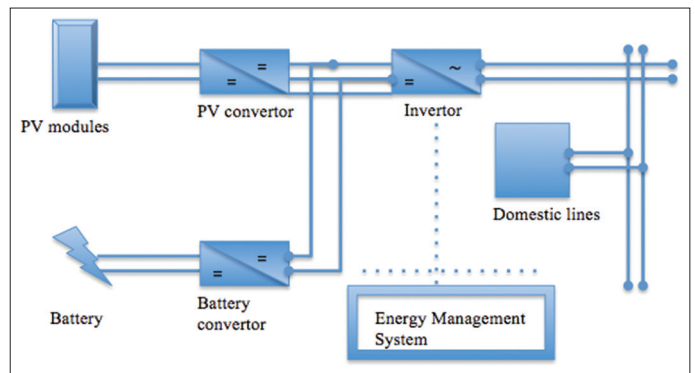 = =
= ~
PV modules
PV convertor
Invertor
Domestic lines
= =
Battery
Battery
convertor
Energy Management
System